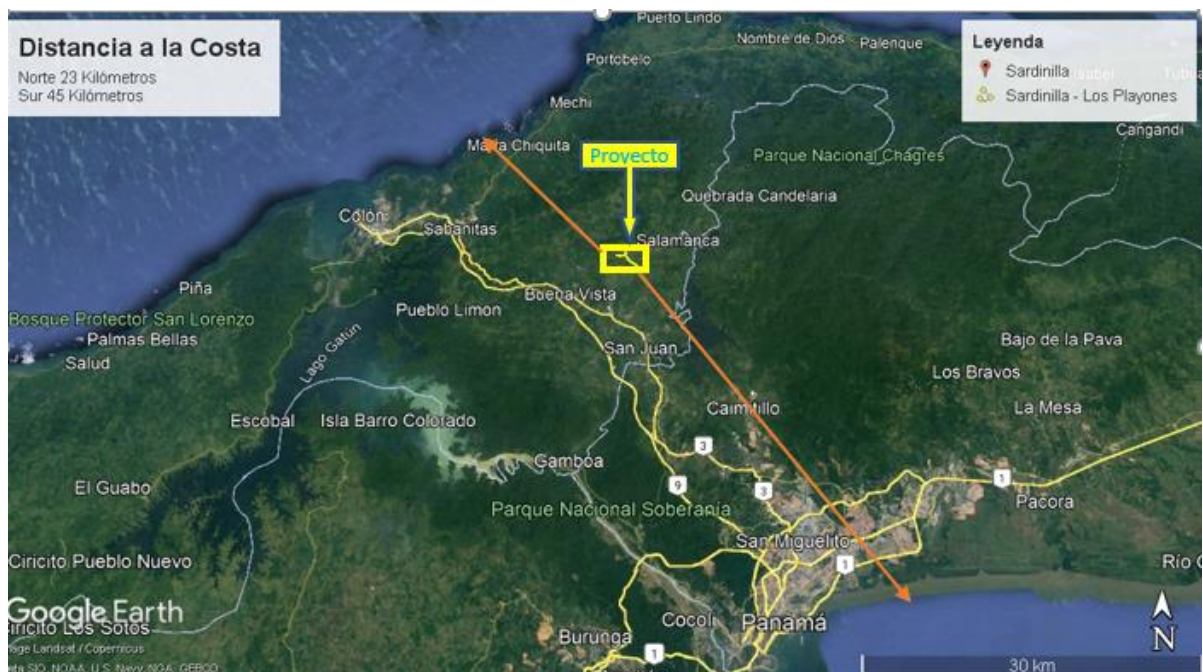 Distancia a la Costa
Norte 23 Kilómetros
Sur 45 Kilómetros
Leyenda
Sardinilla
Sardinilla - Los Playones
Puerto Lindo
Nombre de Dios
Palenque
Portobelo
Mechi
Cangandi
María Chiquita
Proyecto
Parque Nacional Chagres
Quebrada Candelaria
Colón
Sabanitas
Salamanca
Piña
Buena Vista
Pueblo Limon
Bosque Protector San Lorenzo
Palmas Bellas
Lago Gatún
San Juan
Bajo de la Pava
Salud
Los Bravos
Escobal
Isla Barro Colorado
Caimitillo
La Mesa
3
Gamboa
El Guabo
9
3
1
Pacora
Parque Nacional Soberanía
San Miguelito
Ciricito Pueblo Nuevo
1
Río
Google Earth
Ciricito Los Sotos
Cocolí
Panamá
Burunga
1
N
Image Landsat / Copernicus
Data SIO, NOAA, U.S. Navy, NGA, GEBCO
30 km